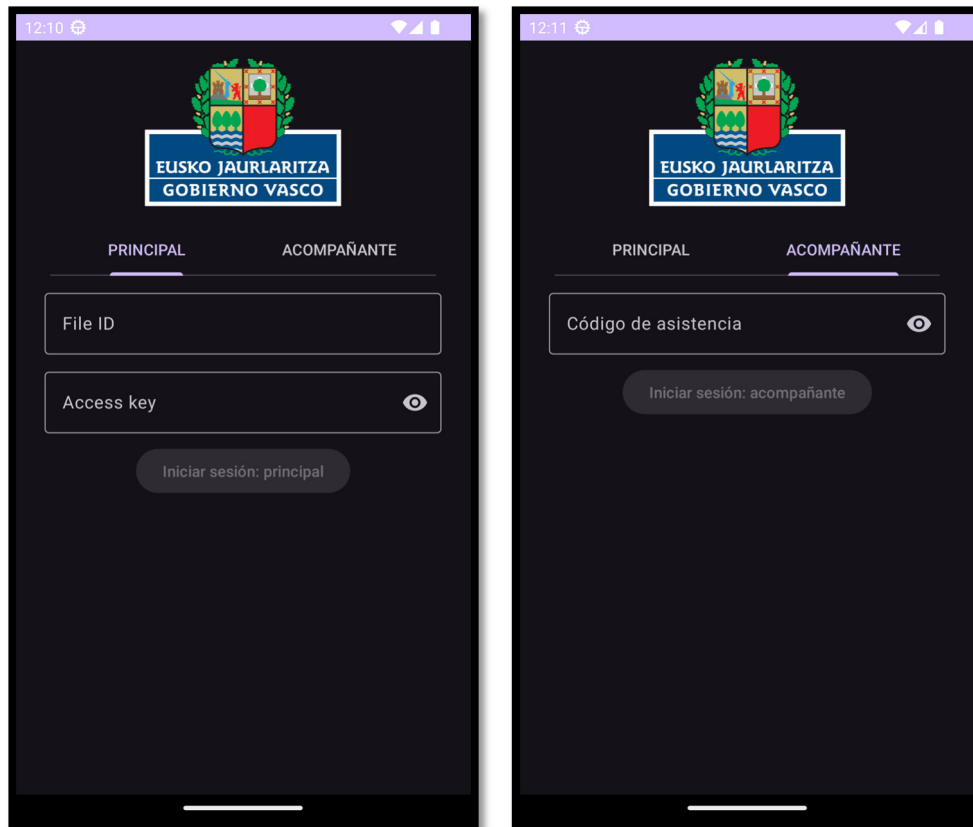 12:10
EUSKO JAURLARITZA
GOBIERNO VASCO
PRINCIPAL ACOMPAÑANTE
File ID
Access key
Iniciar sesión: principal
12:11
EUSKO JAURLARITZA
GOBIERNO VASCO
PRINCIPAL ACOMPAÑANTE
Código de asistencia
Iniciar sesión: acompañante